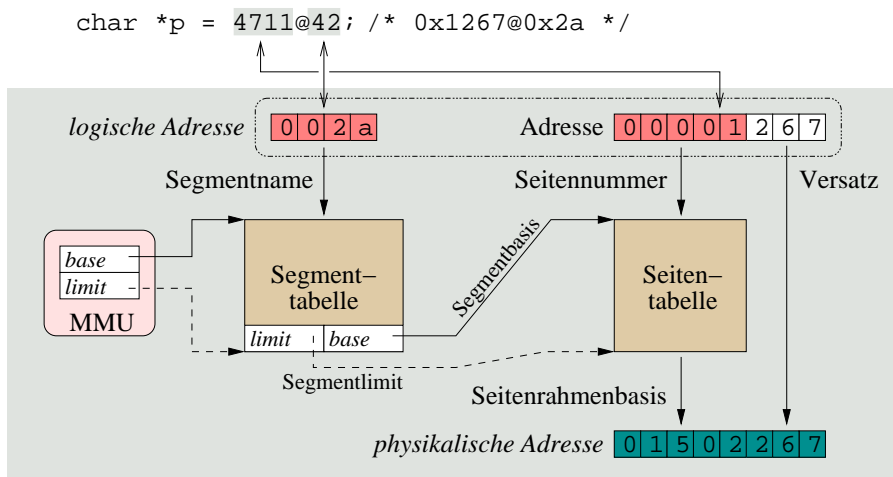 char *p = 4711@42; /* 0x1267@0x2a */
logische Adresse 0 0 2 a Adresse 0 0 0 0 1 2 6 7
Segmentname Seitennummer Versatz
base
limit
MMU
Segment–
tabelle
limit base
Segmentbasis
Segmentlimit
Seiten–
tabelle
Seitenrahmenbasis
physikalische Adresse 0 1 5 0 2 2 6 7